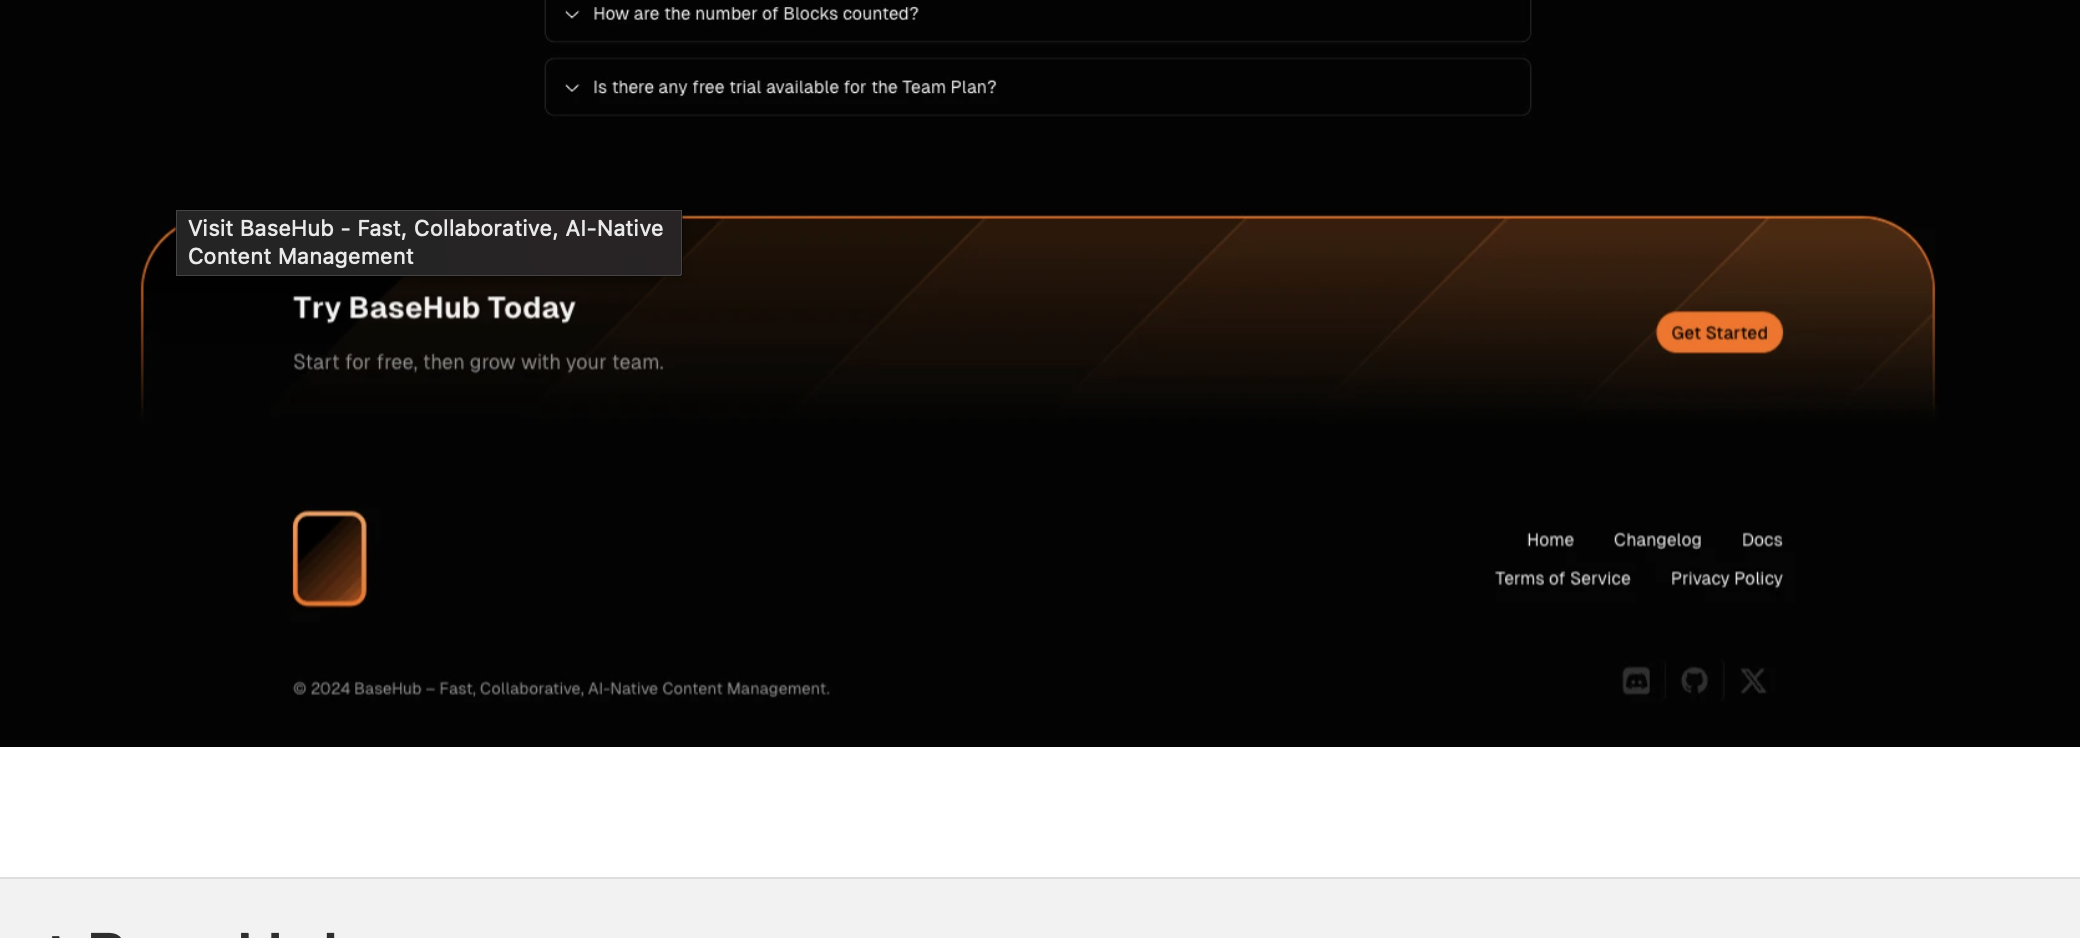 How are the number of Blocks counted?
Is there any free trial available for the Team Plan?
Visit BaseHub - Fast, Collaborative, AI-Native
Content Management
Try BaseHub Today
Start for free, then grow with your team.
Get Started
Home Changelog Docs
Terms of Service Privacy Policy
© 2024 BaseHub – Fast, Collaborative, AI-Native Content Management.